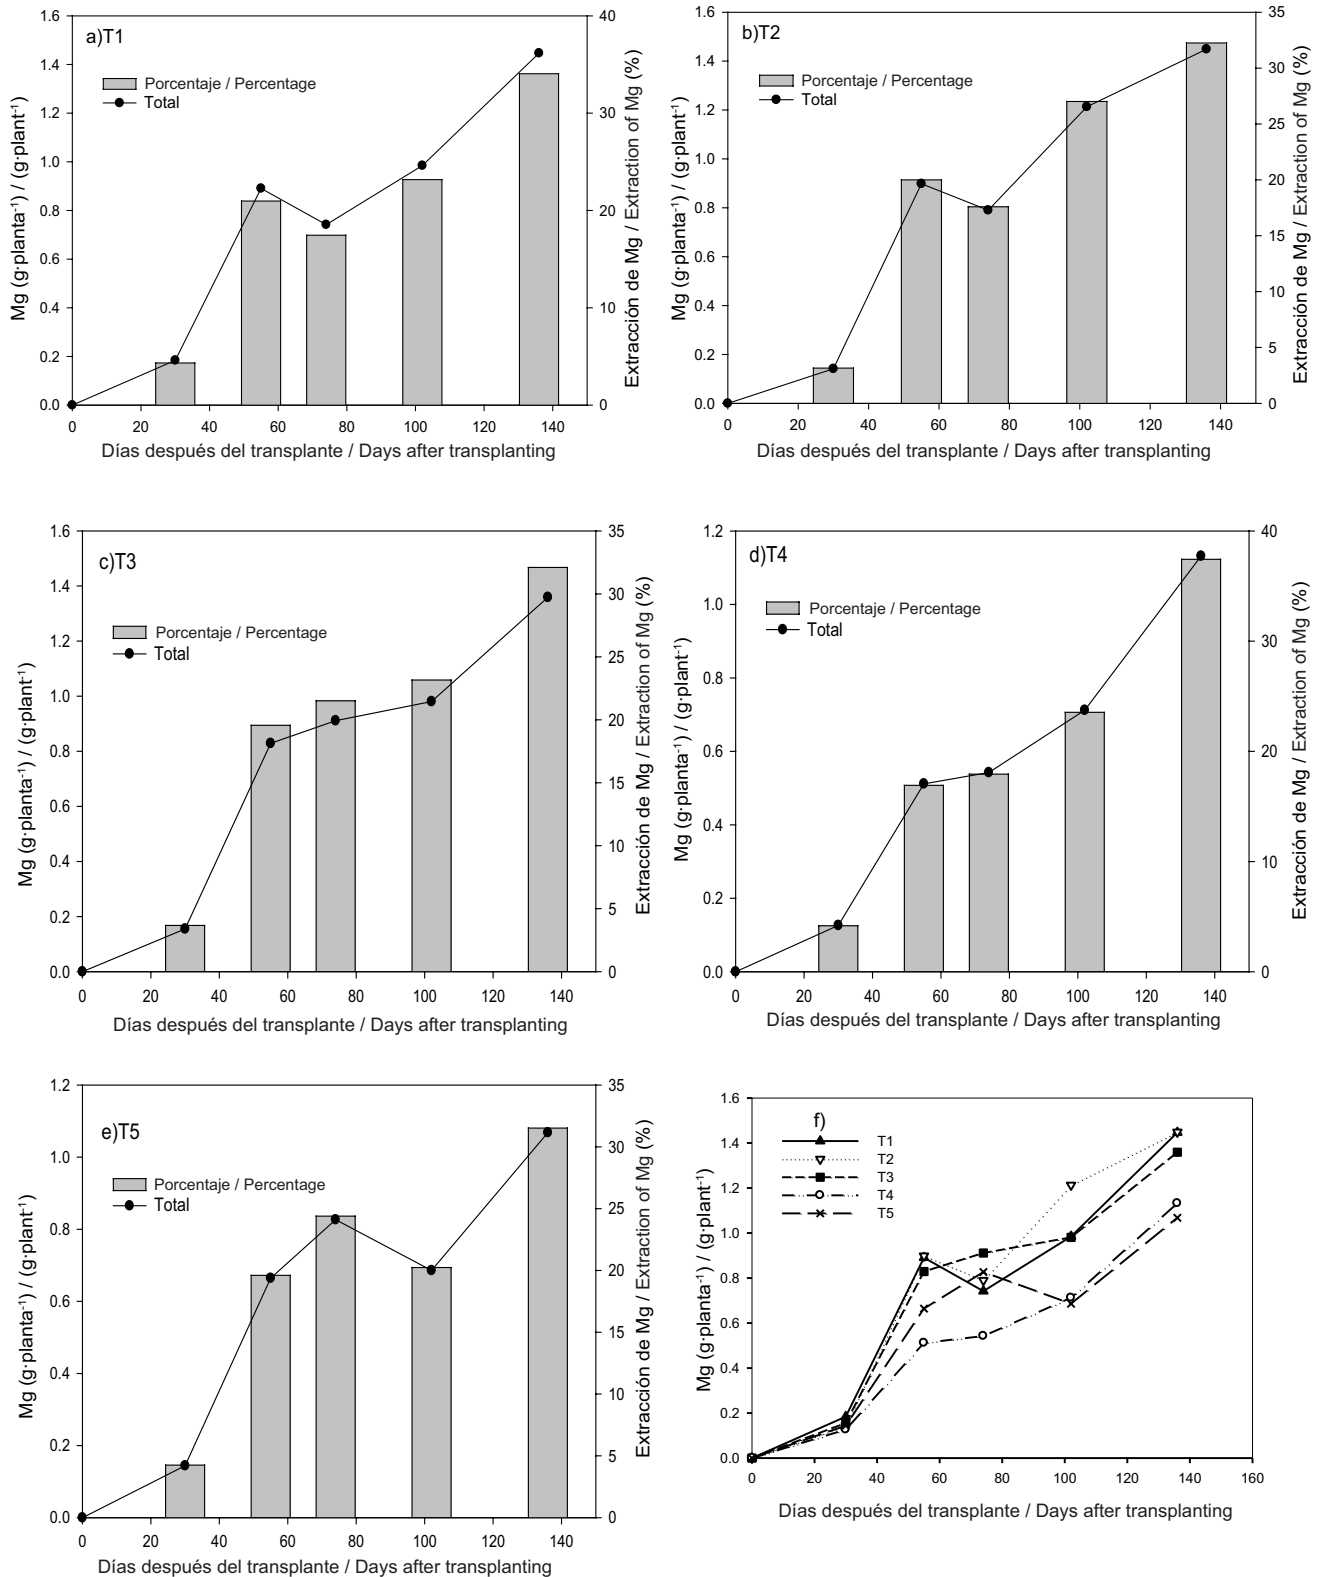 a)T1
Porcentaje / Percentage
Total
Mg (g·planta⁻¹) / (g·plant⁻¹)
1.6
1.4
1.2
1.0
0.8
0.6
0.4
0.2
0.0
40
30
20
10
0
Extracción de Mg / Extraction of Mg (%)
0 20 40 60 80 100 120 140
Días después del transplante / Days after transplanting
b)T2
Porcentaje / Percentage
Total
Mg (g·planta⁻¹) / (g·plant⁻¹)
1.6
1.4
1.2
1.0
0.8
0.6
0.4
0.2
0.0
35
30
25
20
15
10
5
0
Extracción de Mg / Extraction of Mg (%)
0 20 40 60 80 100 120 140
Días después del transplante / Days after transplanting
c)T3
Porcentaje / Percentage
Total
Mg (g·planta⁻¹) / (g·plant⁻¹)
1.6
1.4
1.2
1.0
0.8
0.6
0.4
0.2
0.0
35
30
25
20
15
10
5
0
Extracción de Mg / Extraction of Mg (%)
0 20 40 60 80 100 120 140
Días después del transplante / Days after transplanting
d)T4
Porcentaje / Percentage
Total
Mg (g·planta⁻¹) / (g·plant⁻¹)
1.2
1.0
0.8
0.6
0.4
0.2
0.0
40
30
20
10
0
Extracción de Mg / Extraction of Mg (%)
0 20 40 60 80 100 120 140
Días después del transplante / Days after transplanting
e)T5
Porcentaje / Percentage
Total
Mg (g·planta⁻¹) / (g·plant⁻¹)
1.2
1.0
0.8
0.6
0.4
0.2
0.0
35
30
25
20
15
10
5
0
Extracción de Mg / Extraction of Mg (%)
0 20 40 60 80 100 120 140
Días después del transplante / Days after transplanting
f)
T1
T2
T3
T4
T5
Mg (g·planta⁻¹) / (g·plant⁻¹)
1.6
1.4
1.2
1.0
0.8
0.6
0.4
0.2
0.0
0 20 40 60 80 100 120 140 160
Días después del transplante / Days after transplanting